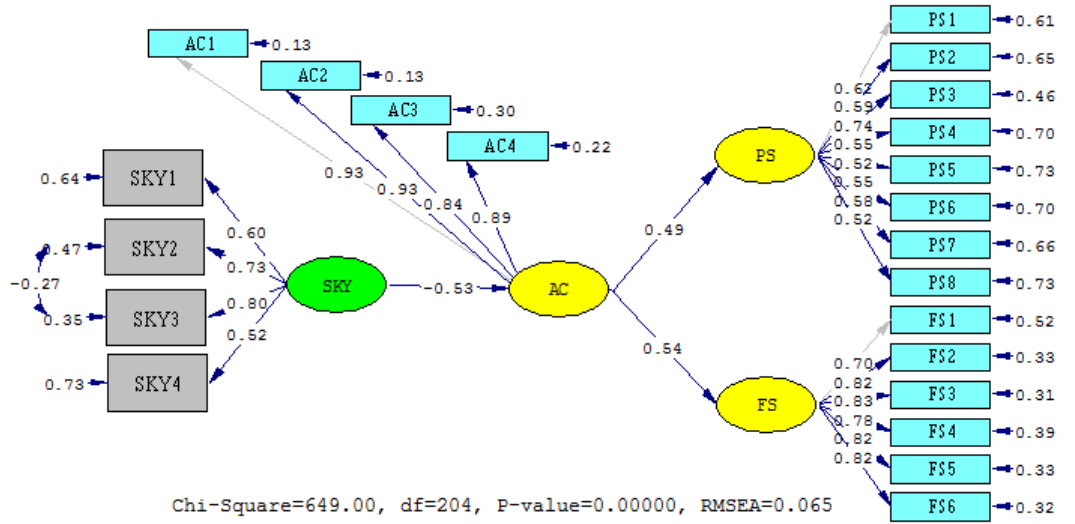 AC1
0.13
AC2
0.13
AC3
0.30
AC4
0.22
0.93
0.93
-0.84
0.89
0.64
SKY1
0.47
SKY2
-0.27
0.35
SKY3
0.73
SKY4
0.60
0.73
0.80
0.52
SKY
-0.53
AC
0.49
0.54
PS
FS
0.62
0.59
0.74
0.55
0.52
0.55
0.58
0.52
PS1
0.61
PS2
0.65
PS3
0.46
PS4
0.70
PS5
0.73
PS6
0.70
PS7
0.66
PS8
0.73
0.70
0.82
0.83
0.78
0.82
0.82
FS1
0.52
FS2
0.33
FS3
0.31
FS4
0.39
FS5
0.33
FS6
0.32
Chi-Square=649.00, df=204, P-value=0.00000, RMSEA=0.065